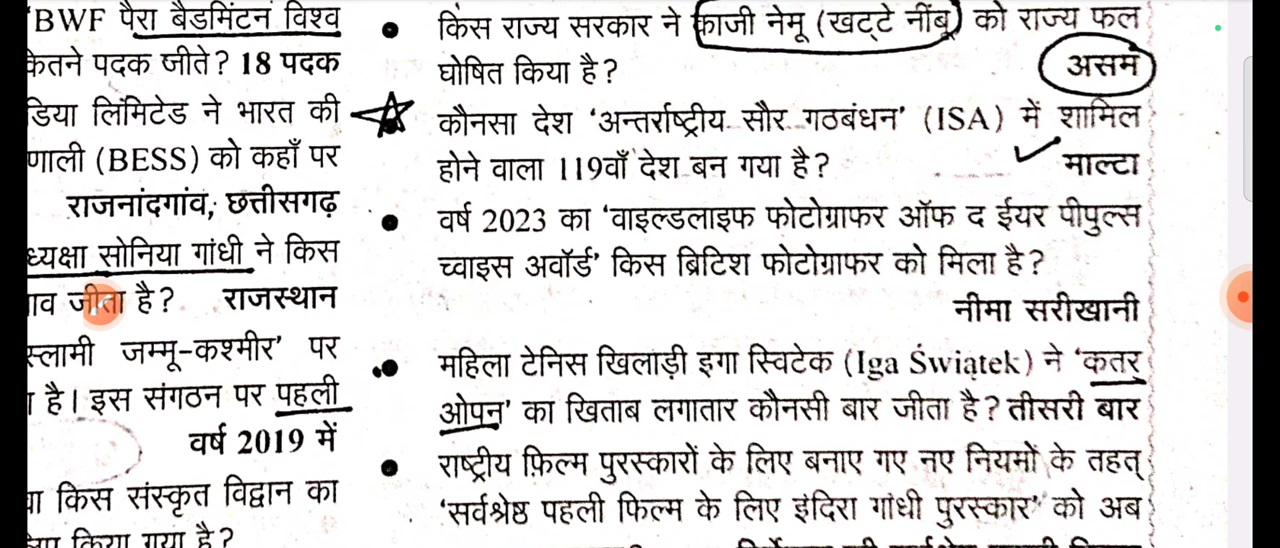 'BWF पैरा बैडमिंटन विश्व
कितने पदक जीते? 18 पदक
डिया लिमिटेड ने भारत की
णाली (BESS) को कहाँ पर
राजनांदगांव, छत्तीसगढ़
ध्यक्षा सोनिया गांधी ने किस
जीता है? राजस्थान
स्लामी जम्मू-कश्मीर' पर
है। इस संगठन पर पहली
वर्ष 2019 में
किस संस्कृत विद्वान का
किया गया है?
• किस राज्य सरकार ने काजी नेमू (खट्टे नींबू) को राज्य फल
घोषित किया है? असम
कौनसा देश 'अन्तर्राष्ट्रीय सौर गठबंधन' (ISA) में शामिल
होने वाला 119वाँ देश बन गया है? माल्टा
• वर्ष 2023 का 'वाइल्डलाइफ फोटोग्राफर ऑफ द ईयर पीपुल्स
च्वाइस अवॉर्ड' किस ब्रिटिश फोटोग्राफर को मिला है?
नीमा सरीखानी
• महिला टेनिस खिलाड़ी इगा स्विटेक (Iga Świątek) ने 'कतर
ओपन' का खिताब लगातार कौनसी बार जीता है? तीसरी बार
• राष्ट्रीय फ़िल्म पुरस्कारों के लिए बनाए गए नए नियमों के तहत्
'सर्वश्रेष्ठ पहली फिल्म के लिए इंदिरा गांधी पुरस्कार' को अब